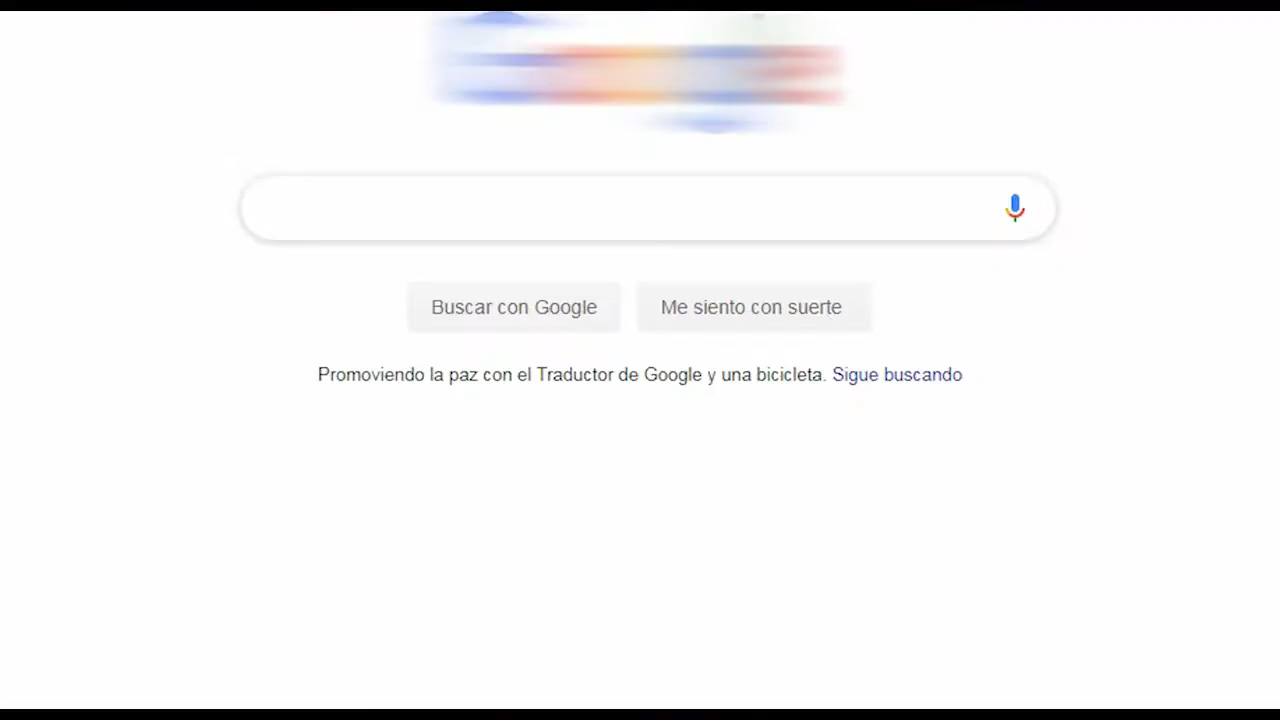 Buscar con Google
Me siento con suerte
Promoviendo la paz con el Traductor de Google y una bicicleta. Sigue buscando